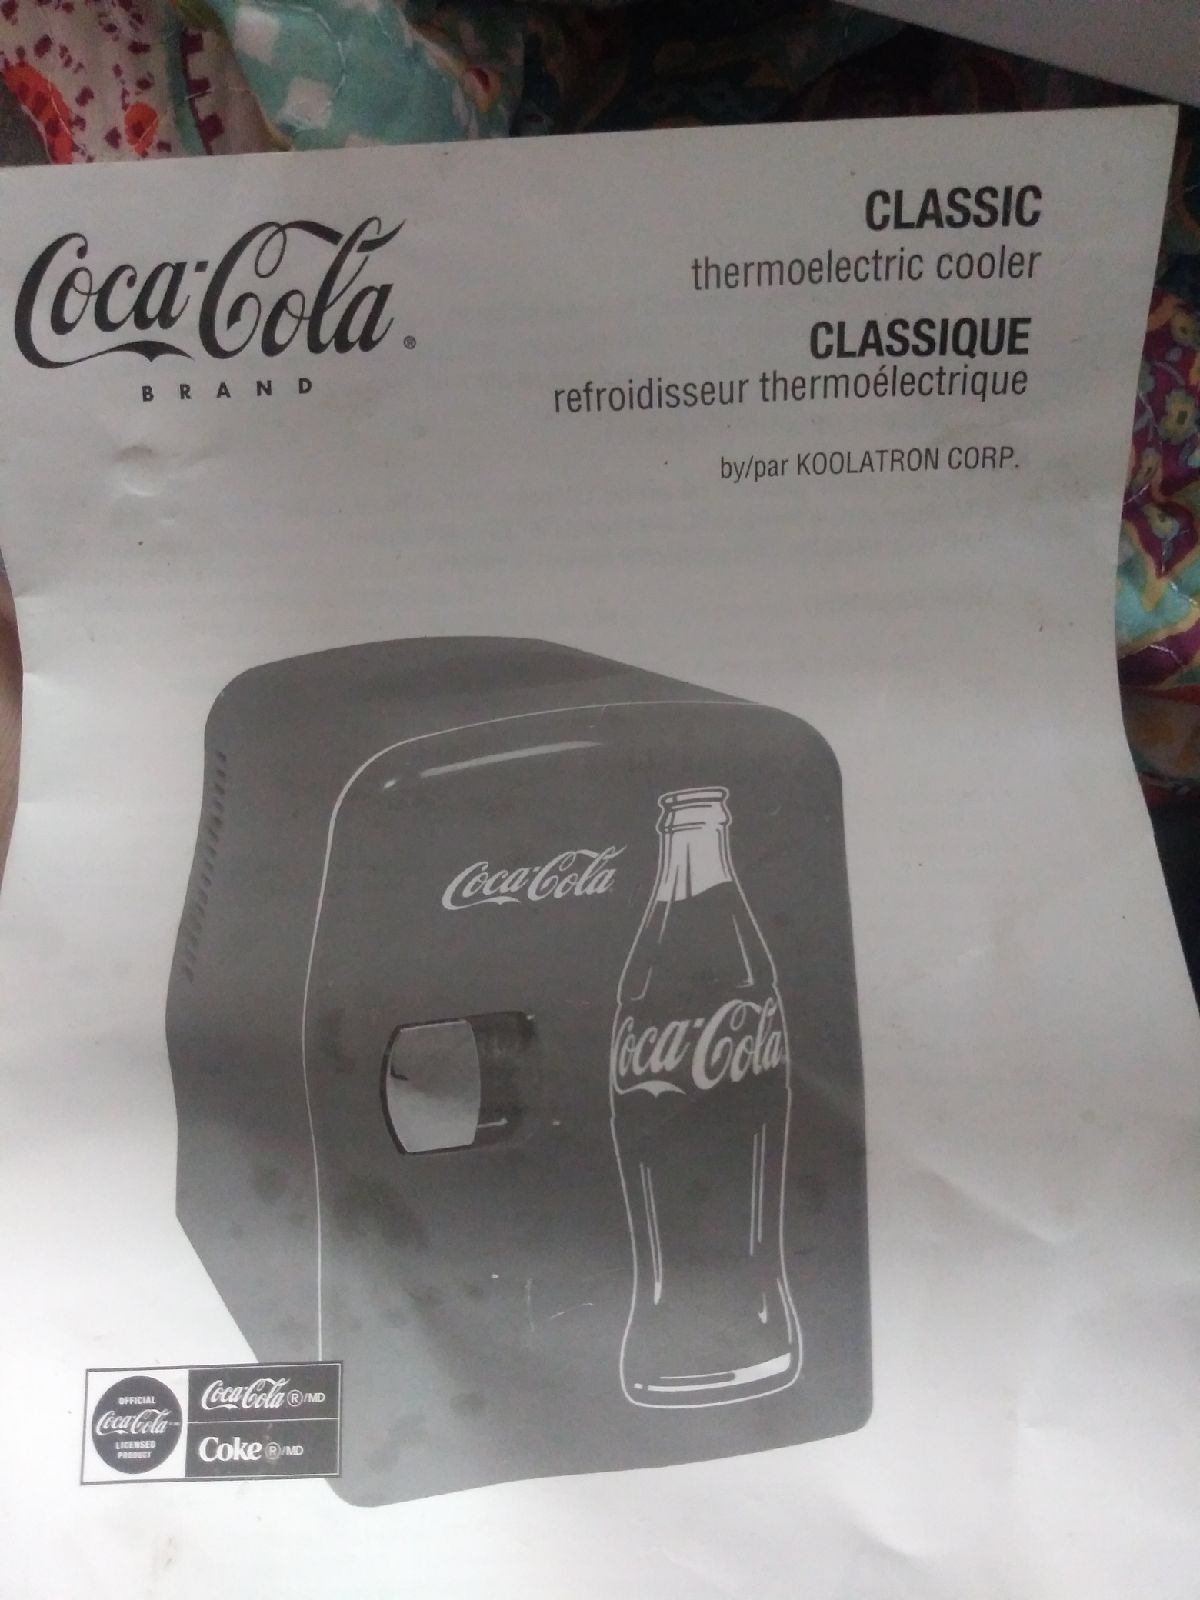 Coca-Cola®
BRAND
CLASSIC
thermoelectric cooler
CLASSIQUE
refroidisseur thermoélectrique
by/par KOOLATRON CORP.
Coca-Cola
Coca-Cola
OFFICIAL
Coca-Cola
LICENSED
PRODUCT
Coca-Cola®/MD
Coke®/MD